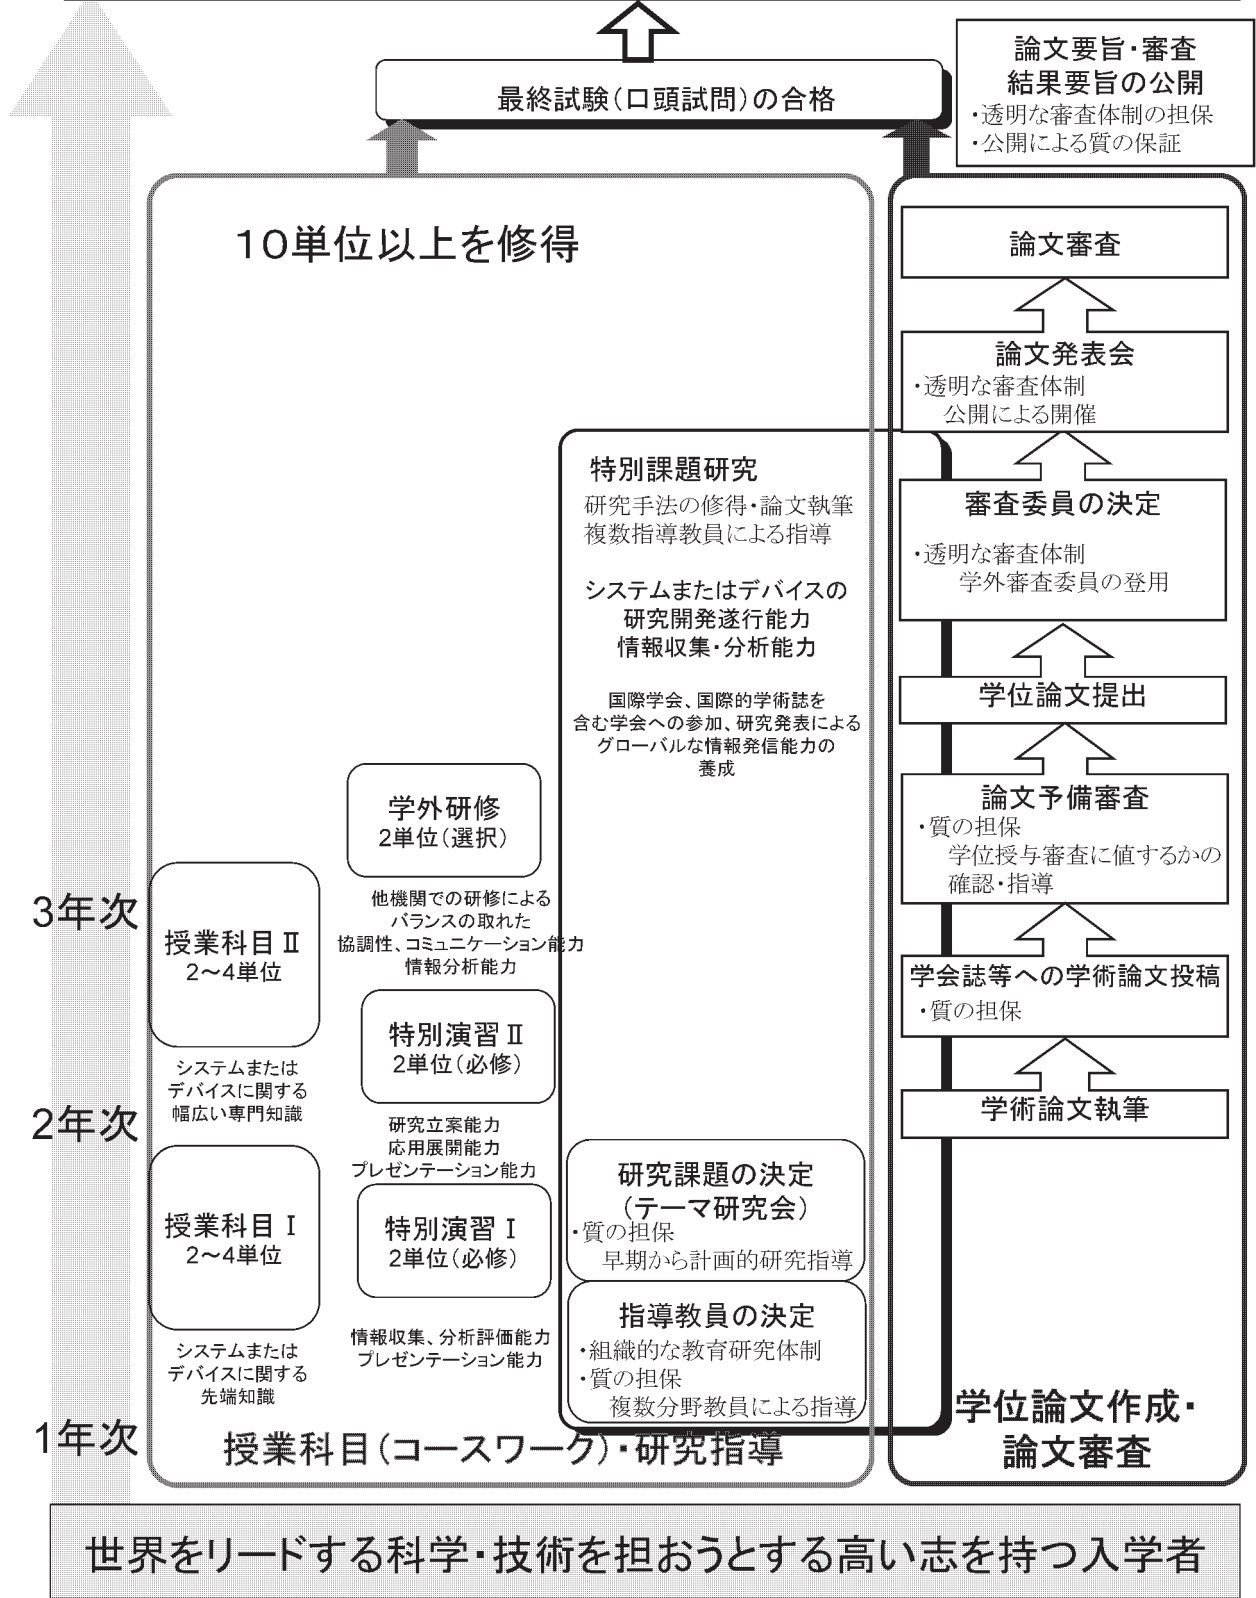 最終試験(口頭試問)の合格
論文要旨・審査
結果要旨の公開
・透明な審査体制の担保
・公開による質の保証
10単位以上を修得
論文審査
論文発表会
・透明な審査体制
公開による開催
審査委員の決定
・透明な審査体制
学外審査委員の登用
学位論文提出
論文予備審査
・質の担保
学位授与審査に値するかの
確認・指導
学会誌等への学術論文投稿
・質の担保
学術論文執筆
学位論文作成・
論文審査
特別課題研究
研究手法の修得・論文執筆
複数指導教員による指導
システムまたはデバイスの
研究開発遂行能力
情報収集・分析能力
国際学会、国際的学術誌を
含む学会への参加、研究発表による
グローバルな情報発信能力の
養成
研究課題の決定
(テーマ研究会)
・質の担保
早期から計画的研究指導
指導教員の決定
・組織的な教育研究体制
・質の担保
複数分野教員による指導
学外研修
2単位(選択)
他機関での研修による
バランスの取れた
協調性、コミュニケーション能力
情報分析能力
特別演習Ⅱ
2単位(必修)
研究立案能力
応用展開能力
プレゼンテーション能力
特別演習Ⅰ
2単位(必修)
情報収集、分析評価能力
プレゼンテーション能力
3年次
授業科目Ⅱ
2~4単位
システムまたは
デバイスに関する
幅広い専門知識
2年次
授業科目Ⅰ
2~4単位
システムまたは
デバイスに関する
先端知識
1年次
授業科目(コースワーク)・研究指導
世界をリードする科学・技術を担おうとする高い志を持つ入学者